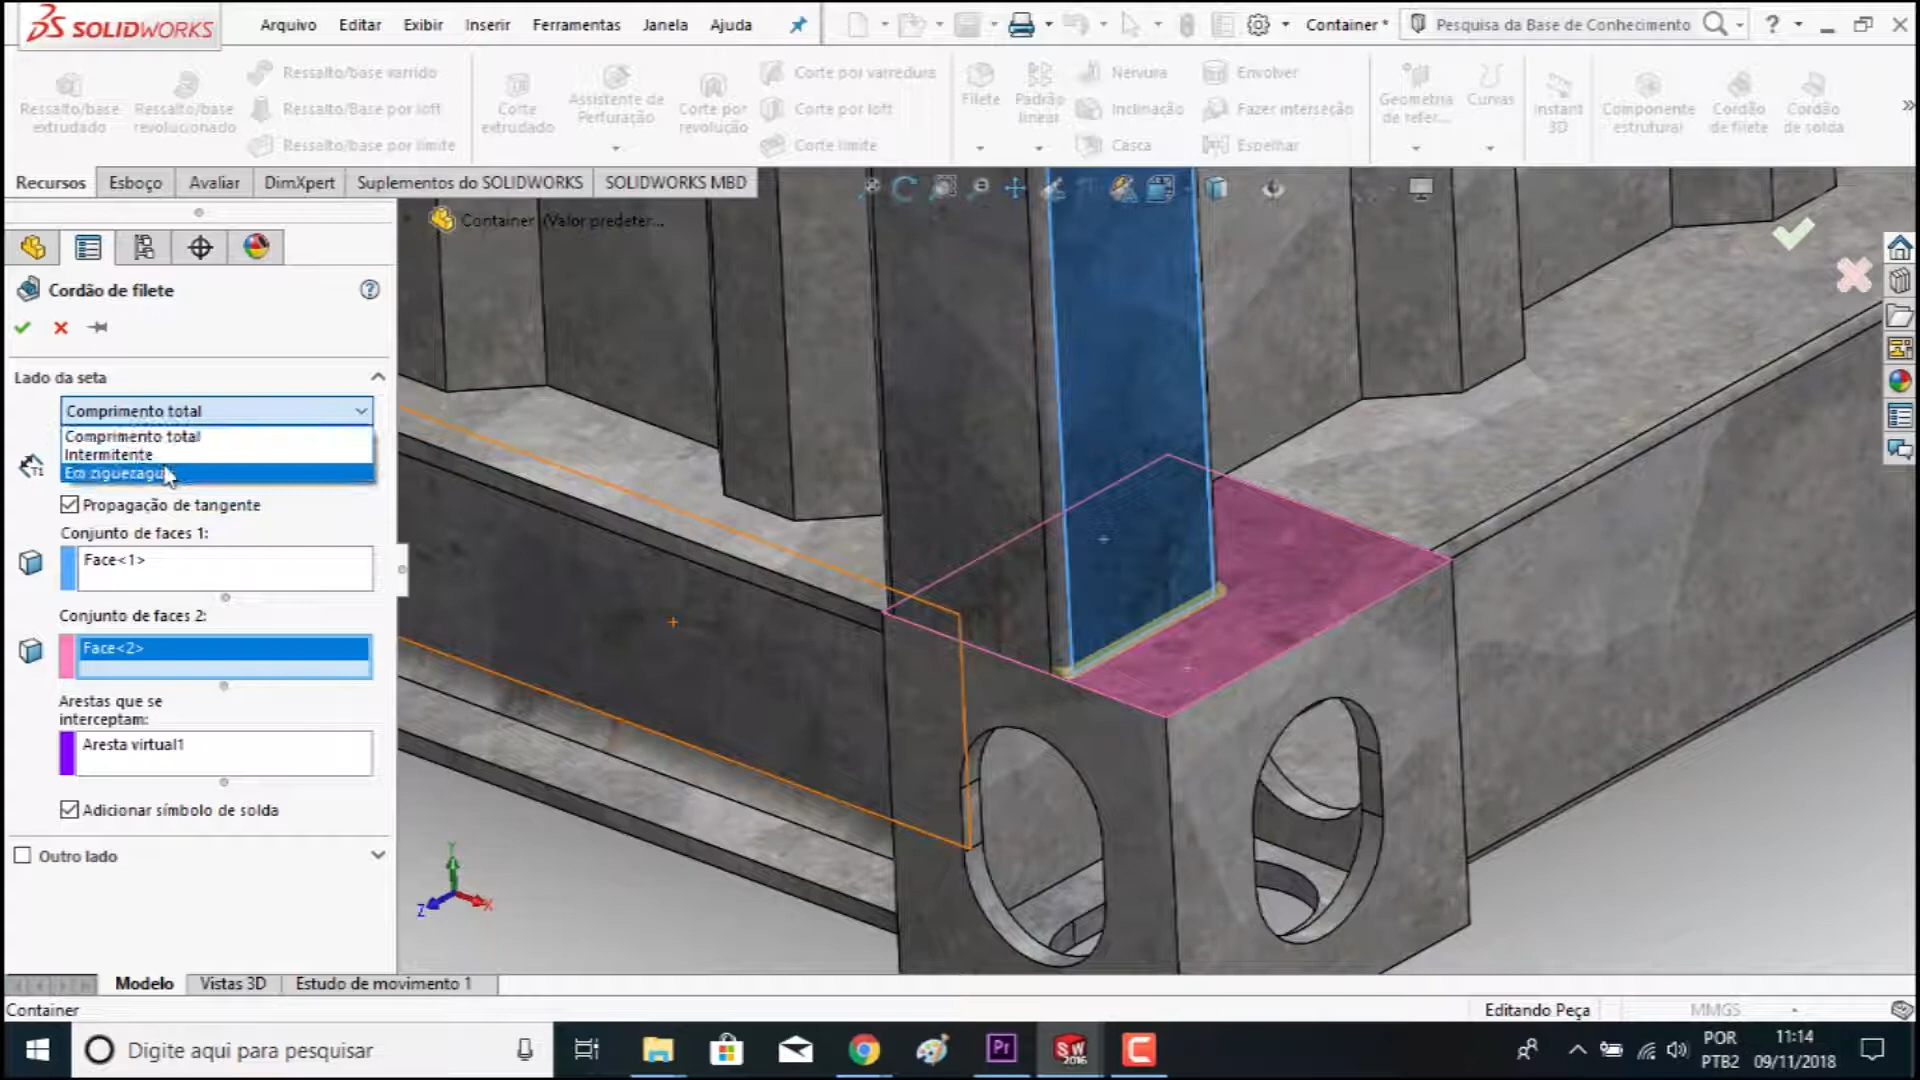 SOLIDWORKS
Arquivo Editar Exibir Inserir Ferramentas Janela Ajuda
Container *
Pesquisa da Base de Conhecimento
?
Ressalto/base extrudado
Ressalto/base revolucionado
Ressalto/base varrido
Ressalto/Base por loft
Ressalto/base por limite
Corte extrudado
Assistente de Perfuração
Corte por revolução
Corte por varredura
Corte por loft
Corte limite
Filete
Padrão linear
Nervura
Inclinação
Casca
Envolver
Fazer interseção
Espelhar
Geometria de refer...
Curvas
Instant 3D
Componente estrutural
Cordão de filete
Cordão de solda
Recursos Esboço Avaliar DimXpert Suplementos do SOLIDWORKS SOLIDWORKS MBD
Container (Valor predeter...
Cordão de filete
Lado da seta
Comprimento total
Comprimento total
Intermitente
Em ziguezague
T1
Propagação de tangente
Conjunto de faces 1:
Face<1>
Conjunto de faces 2:
Face<2>
Arestas que se
interceptam:
Aresta virtual1
Adicionar símbolo de solda
Outro lado
Y
Z
X
Modelo Vistas 3D Estudo de movimento 1
Container
Editando Peça
MMGS
Digite aqui para pesquisar
Pr
SW
2016
POR
PTB2
11:14
09/11/2018